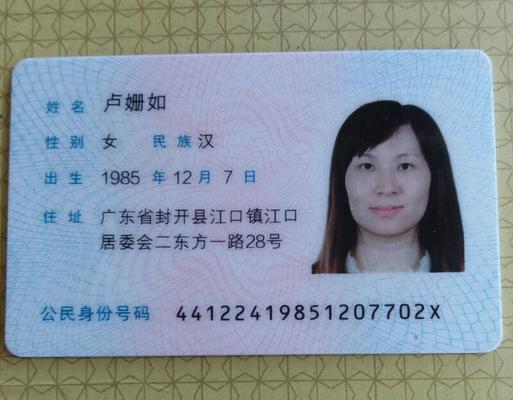 姓名 卢姗如
性别 女 民族 汉
出生 1985 年 12 月 7 日
住址 广东省封开县江口镇江口
居委会二东方一路28号
公民身份号码 44122419851207702X